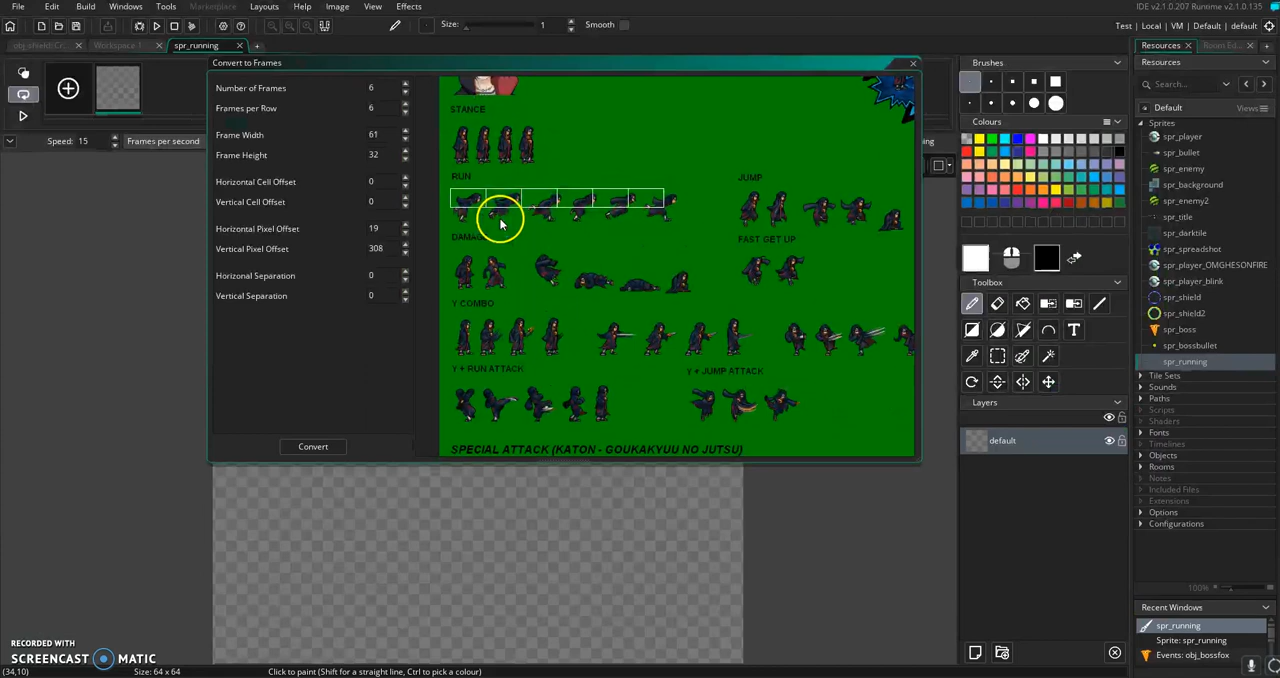 File Edit Build Windows Tools Marketplace Layouts Help Image View Effects
IDE v2.1.0.207 Runtime v2.1.0.135
Size: 1 Smooth
Test | Local | VM | Default | default
Workspace 1 spr_running
Resources
Convert to Frames
Brushes
Resources
Search...
Number of Frames 6
Frames per Row 6
Default Views
Frame Width 61
Frame Height 32
Horizontal Cell Offset 0
Vertical Cell Offset 0
Horizontal Pixel Offset 19
Vertical Pixel Offset 308
Horizonal Separation 0
Vertical Separation 0
Convert
Speed: 15 Frames per second
STANCE
RUN
JUMP
FAST GET UP
Y COMBO
Y + RUN ATTACK
Y + JUMP ATTACK
SPECIAL ATTACK (KATON - GOUKAKYUU NO JUTSU)
Colours
Toolbox
T
Layers
default
Sprites
spr_player
spr_bullet
spr_enemy
spr_background
spr_enemy2
spr_title
spr_darktile
spr_spreadshot
spr_player_OMGHESONFIRE
spr_player_blink
spr_shield
spr_shield2
spr_boss
spr_bossbullet
spr_running
Tile Sets
Sounds
Paths
Scripts
Shaders
Fonts
Timelines
Objects
Rooms
Notes
Included Files
Extensions
Options
Configurations
100%
Recent Windows
spr_running
Sprite: spr_running
Events: obj_bossfox
RECORDED WITH
SCREENCAST MATIC
(34,10) Size: 64 x 64 Click to paint (Shift for a straight line, Ctrl to pick a colour)